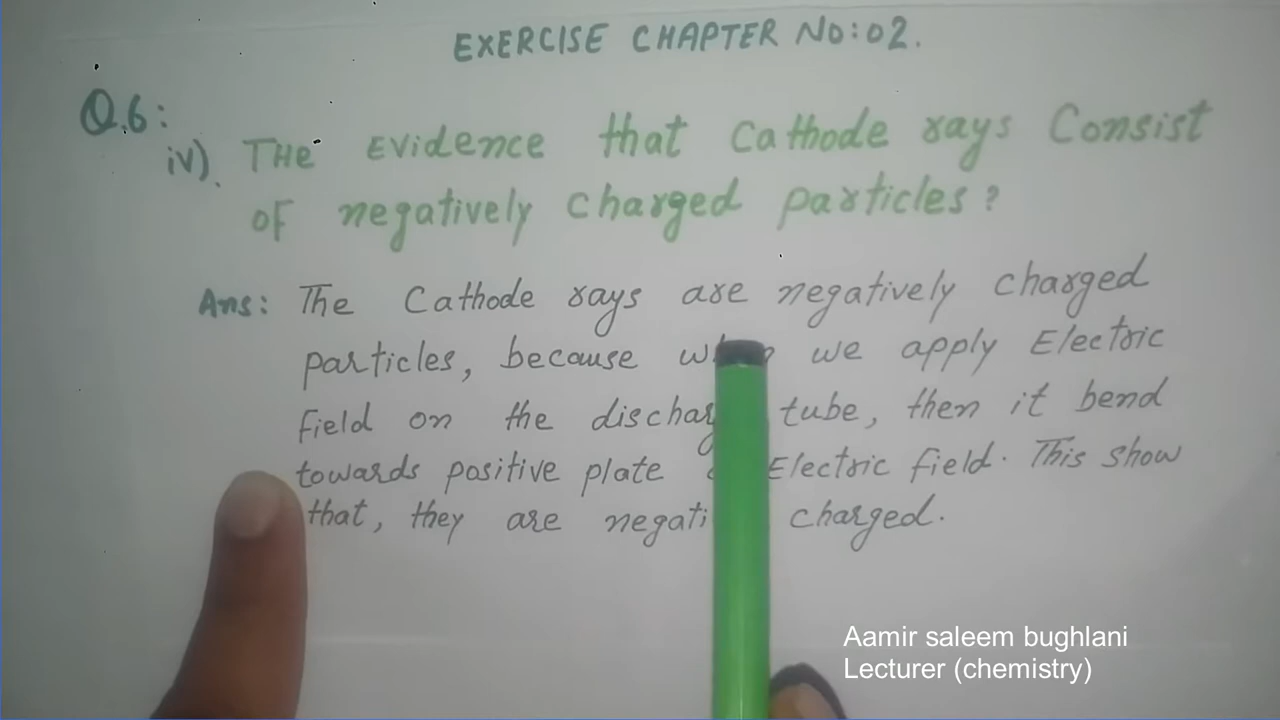 EXERCISE CHAPTER NO:02.
Q.6:
iv). THE Evidence that Cathode rays Consist
of negatively charged particles?
Ans: The Cathode rays are negatively charged
particles, because we apply Electric
Field on the tube, then it bend
towards positive plate Electric field. This show
that, they are charged.
Aamir saleem bughlani
Lecturer (chemistry)